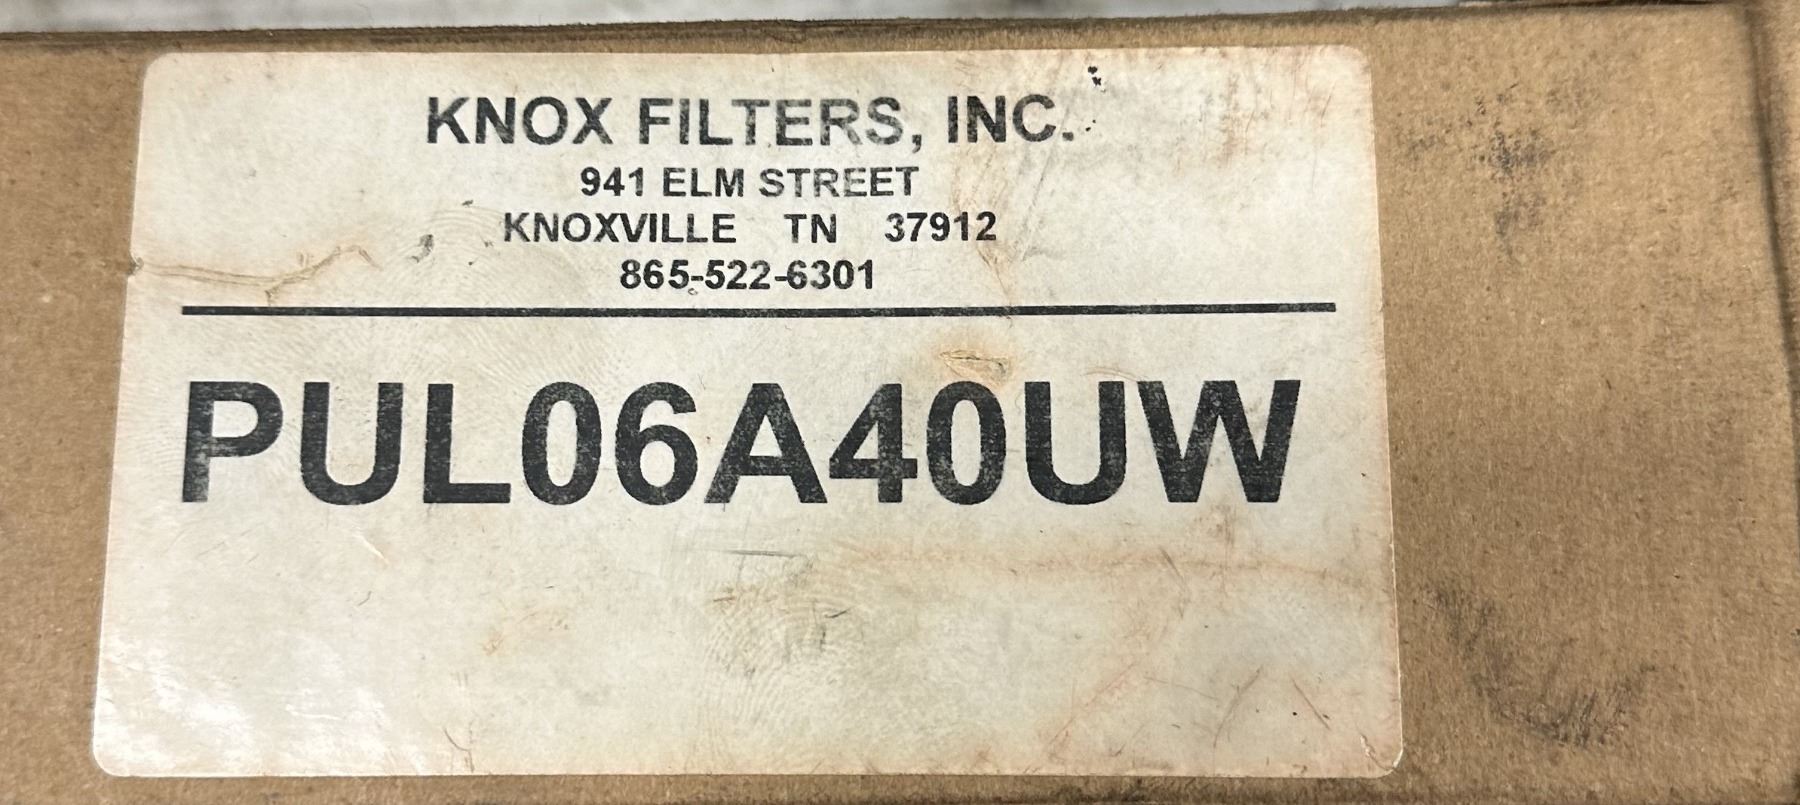 KNOX FILTERS, INC.
941 ELM STREET
KNOXVILLE TN 37912
865-522-6301
PUL06A40UW